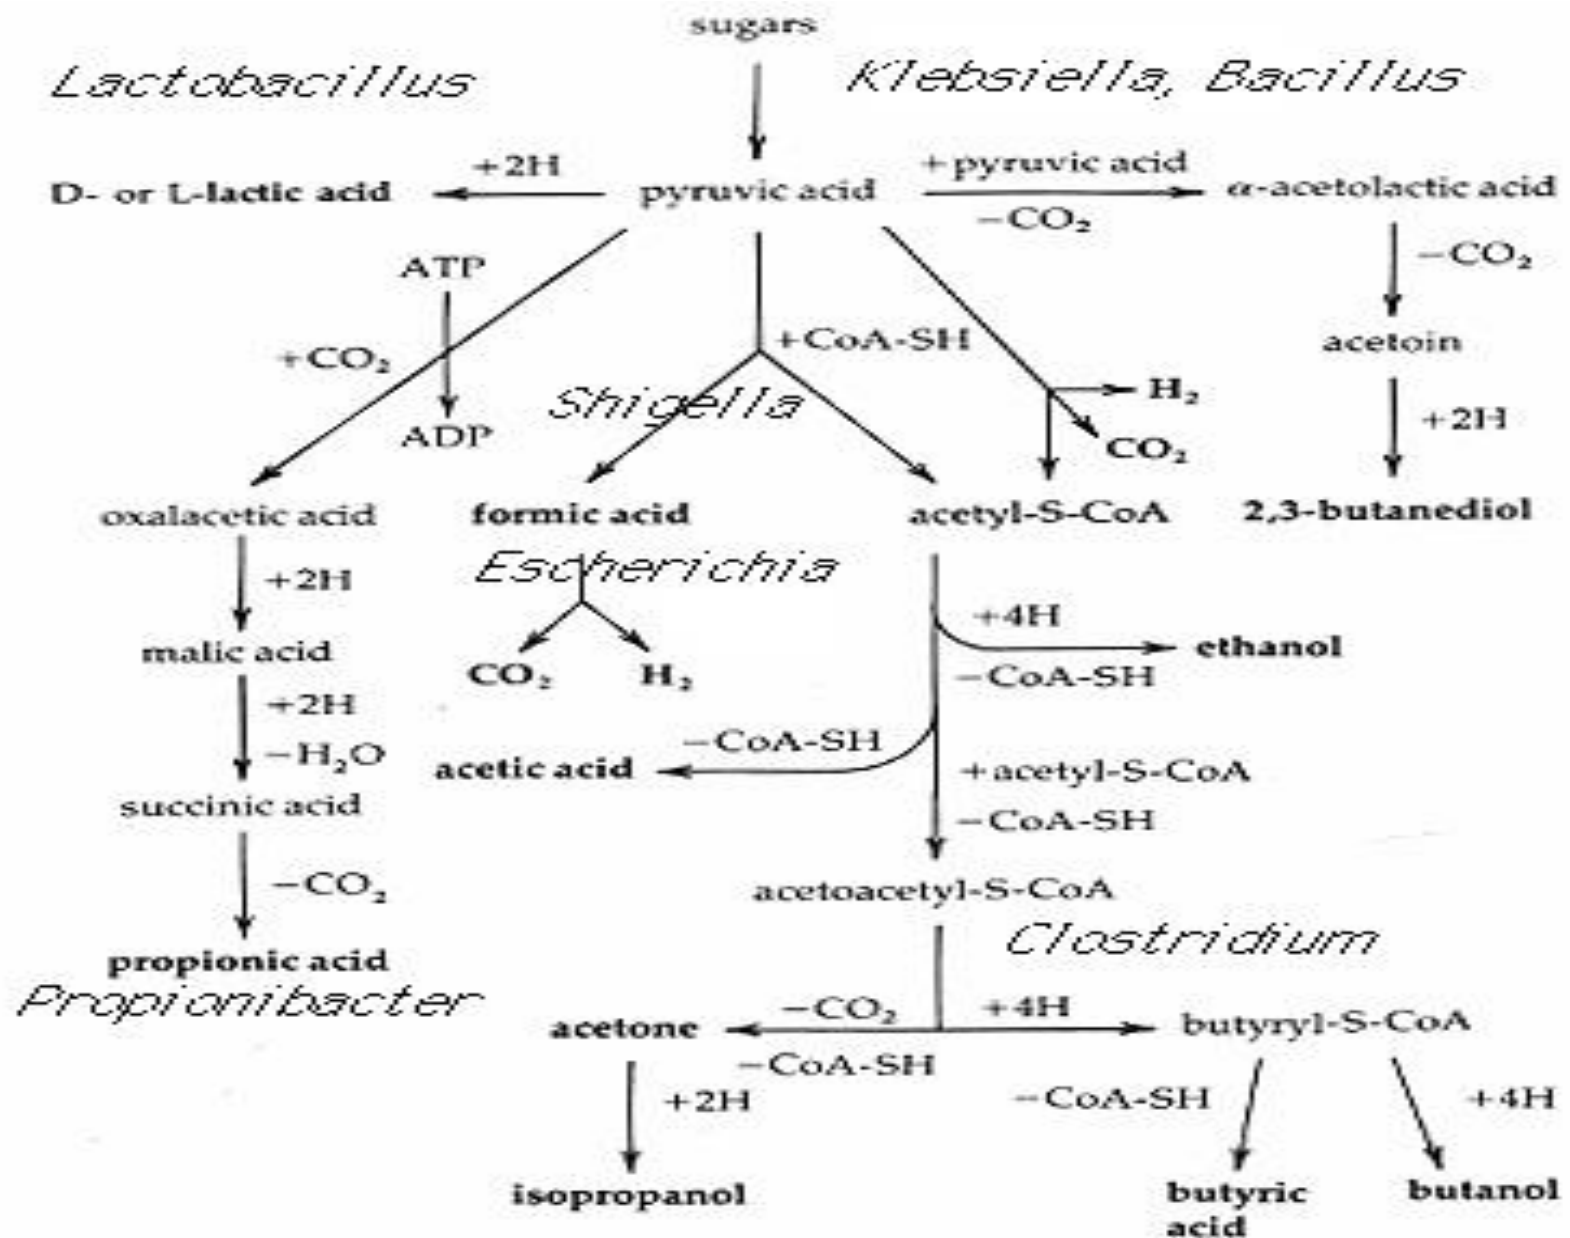 sugars
Lactobacillus
Klebsiella, Bacillus
+2H
+pyruvic acid
D- or L-lactic acid
pyruvic acid
α-acetolactic acid
−CO₂
ATP
−CO₂
+CO₂
+CoA-SH
acetoin
Shigella
H₂
ADP
CO₂
+2H
oxalacetic acid
formic acid
acetyl-S-CoA
2,3-butanediol
+2H
Escherichia
+4H
malic acid
CO₂
H₂
ethanol
−CoA-SH
+2H
−H₂O
−CoA-SH
acetic acid
+acetyl-S-CoA
succinic acid
−CoA-SH
−CO₂
acetoacetyl-S-CoA
propionic acid
Clostridium
Propionibacter
−CO₂
+4H
acetone
butyryl-S-CoA
−CoA-SH
+2H
−CoA-SH
+4H
isopropanol
butyric
acid
butanol